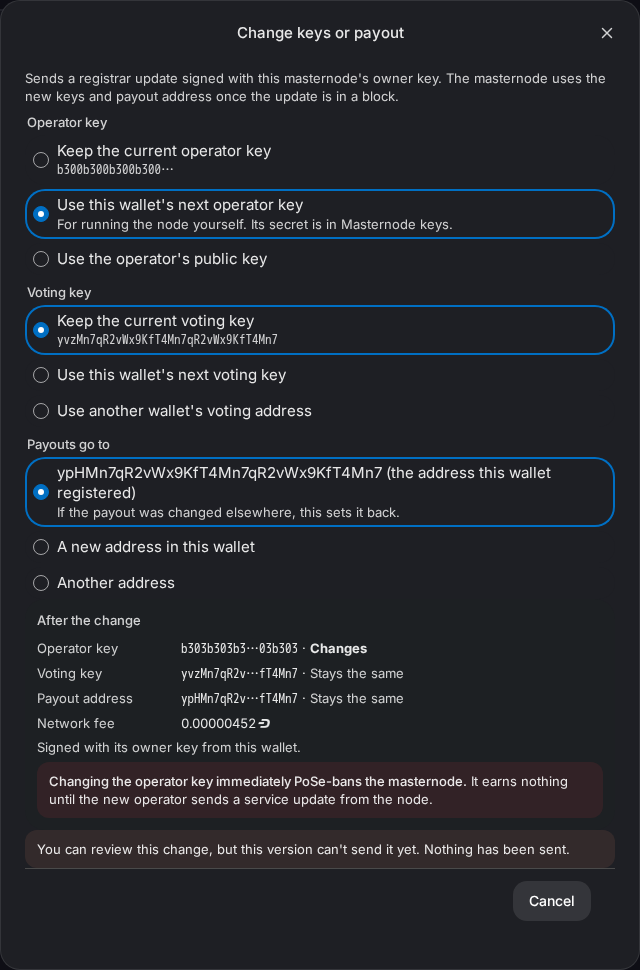 Change keys or payout
Sends a registrar update signed with this masternode's owner key. The masternode uses the
new keys and payout address once the update is in a block.
Operator key
Keep the current operator key
b300b300b300b300···
Use this wallet's next operator key
For running the node yourself. Its secret is in Masternode keys.
Use the operator's public key
Voting key
Keep the current voting key
yvzMn7qR2vWx9KfT4Mn7qR2vWx9KfT4Mn7
Use this wallet's next voting key
Use another wallet's voting address
Payouts go to
ypHMn7qR2vWx9KfT4Mn7qR2vWx9KfT4Mn7 (the address this wallet
registered)
If the payout was changed elsewhere, this sets it back.
A new address in this wallet
Another address
After the change
Operator key b303b303b3···03b303 · Changes
Voting key yvzMn7qR2v···fT4Mn7 · Stays the same
Payout address ypHMn7qR2v···fT4Mn7 · Stays the same
Network fee 0.00000452
Signed with its owner key from this wallet.
Changing the operator key immediately PoSe-bans the masternode. It earns nothing
until the new operator sends a service update from the node.
You can review this change, but this version can't send it yet. Nothing has been sent.
Cancel